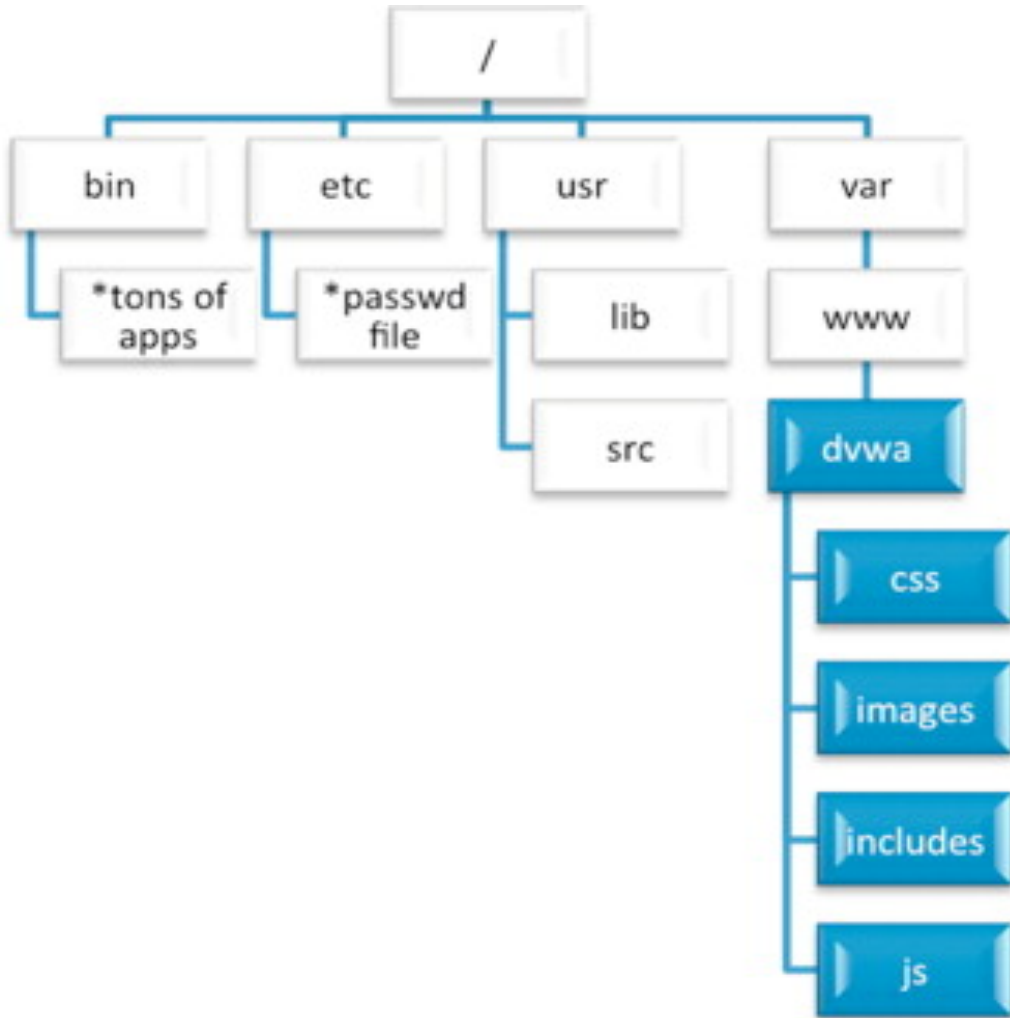 /
bin
etc
usr
var
*tons of
apps
*passwd
file
lib
www
src
dvwa
css
images
includes
js